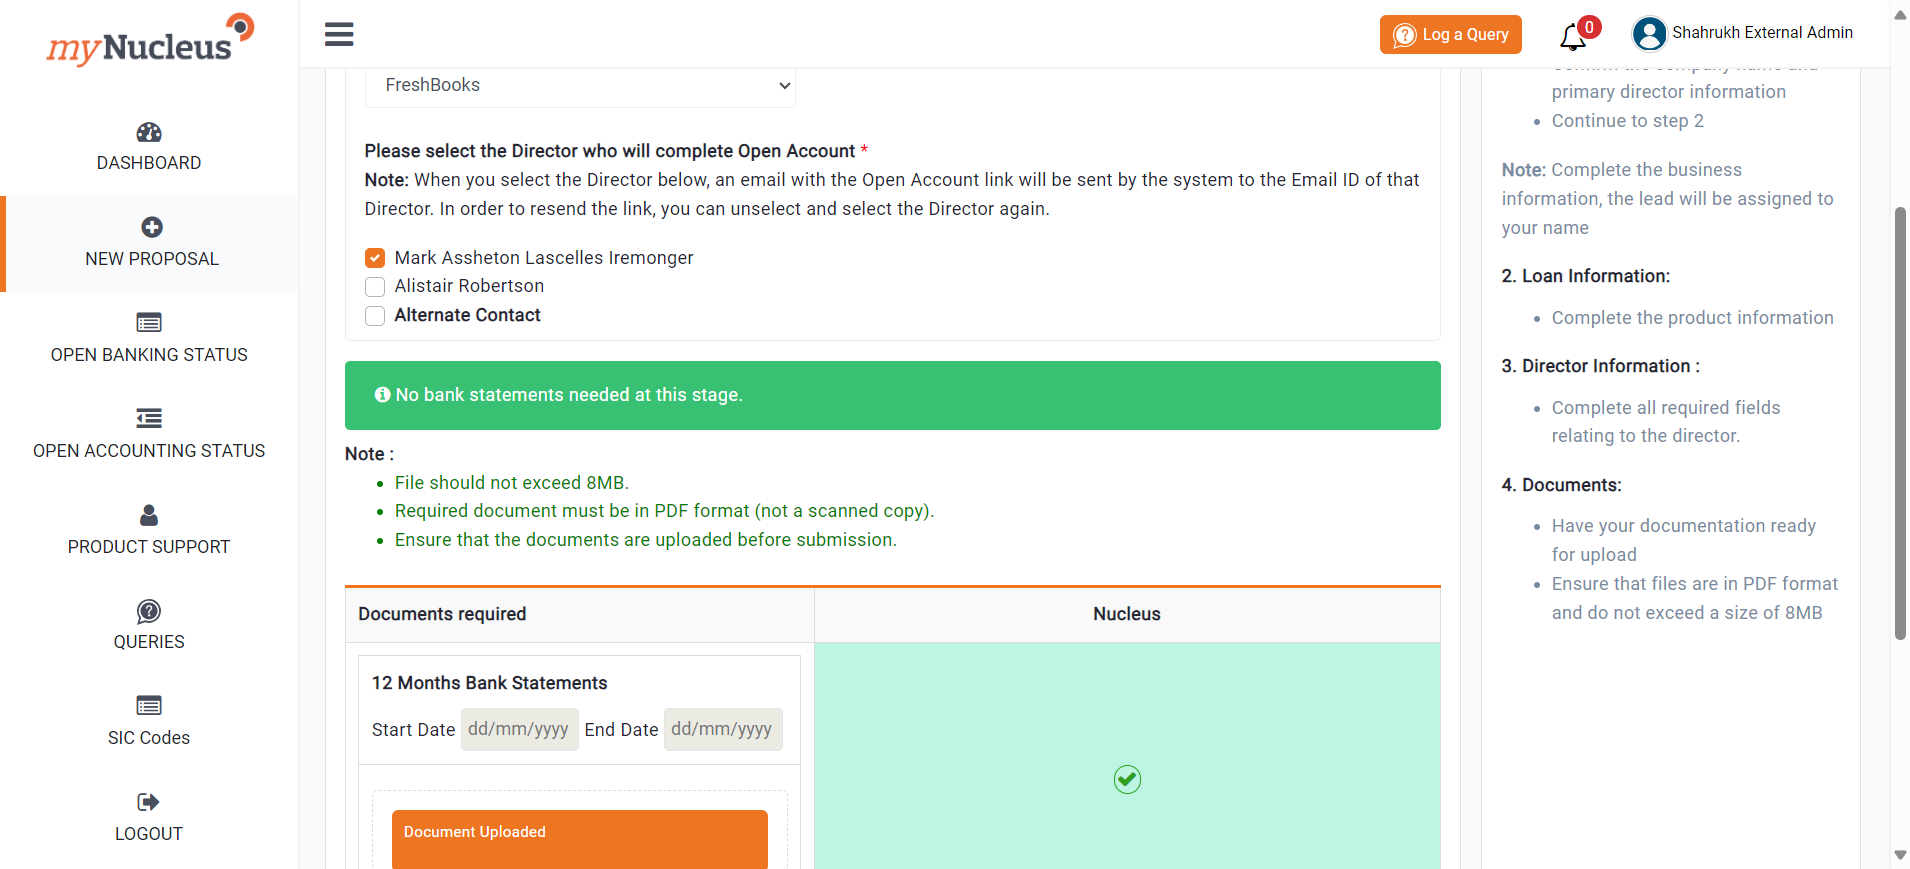 myNucleus
Log a Query
0
Shahrukh External Admin
DASHBOARD
NEW PROPOSAL
OPEN BANKING STATUS
OPEN ACCOUNTING STATUS
PRODUCT SUPPORT
QUERIES
SIC Codes
LOGOUT
FreshBooks
Please select the Director who will complete Open Account *
Note: When you select the Director below, an email with the Open Account link will be sent by the system to the Email ID of that
Director. In order to resend the link, you can unselect and select the Director again.
Mark Assheton Lascelles Iremonger
Alistair Robertson
Alternate Contact
No bank statements needed at this stage.
Note :
File should not exceed 8MB.
Required document must be in PDF format (not a scanned copy).
Ensure that the documents are uploaded before submission.
Documents required
Nucleus
12 Months Bank Statements
Start Date dd/mm/yyyy End Date dd/mm/yyyy
Document Uploaded
Confirm the company name and
primary director information
Continue to step 2
Note: Complete the business
information, the lead will be assigned to
your name
2. Loan Information:
Complete the product information
3. Director Information :
Complete all required fields
relating to the director.
4. Documents:
Have your documentation ready
for upload
Ensure that files are in PDF format
and do not exceed a size of 8MB